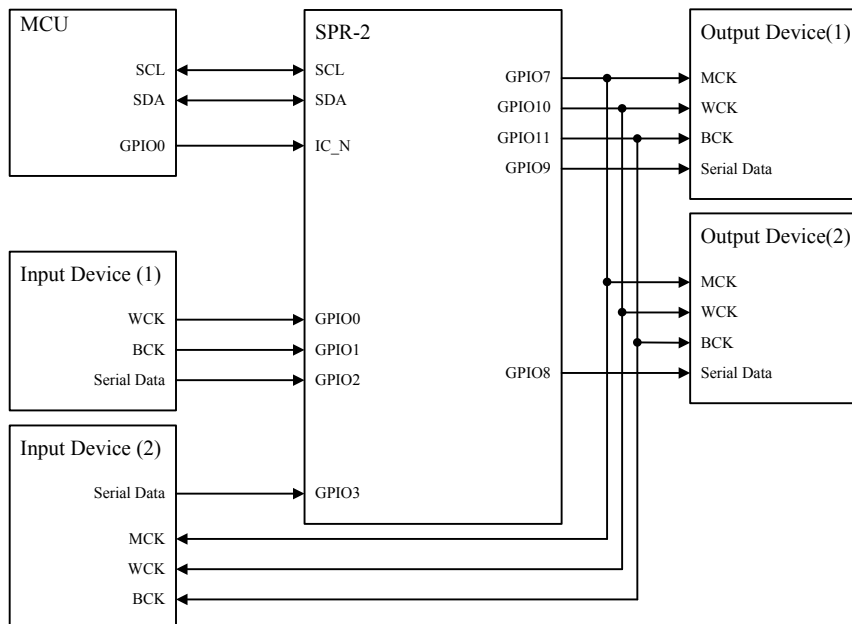 MCU
SCL
SDA
GPIO0
SPR-2
SCL
SDA
IC_N
GPIO0
GPIO1
GPIO2
GPIO3
GPIO7
GPIO10
GPIO11
GPIO9
GPIO8
Output Device(1)
MCK
WCK
BCK
Serial Data
Output Device(2)
MCK
WCK
BCK
Serial Data
Input Device (1)
WCK
BCK
Serial Data
Input Device (2)
Serial Data
MCK
WCK
BCK